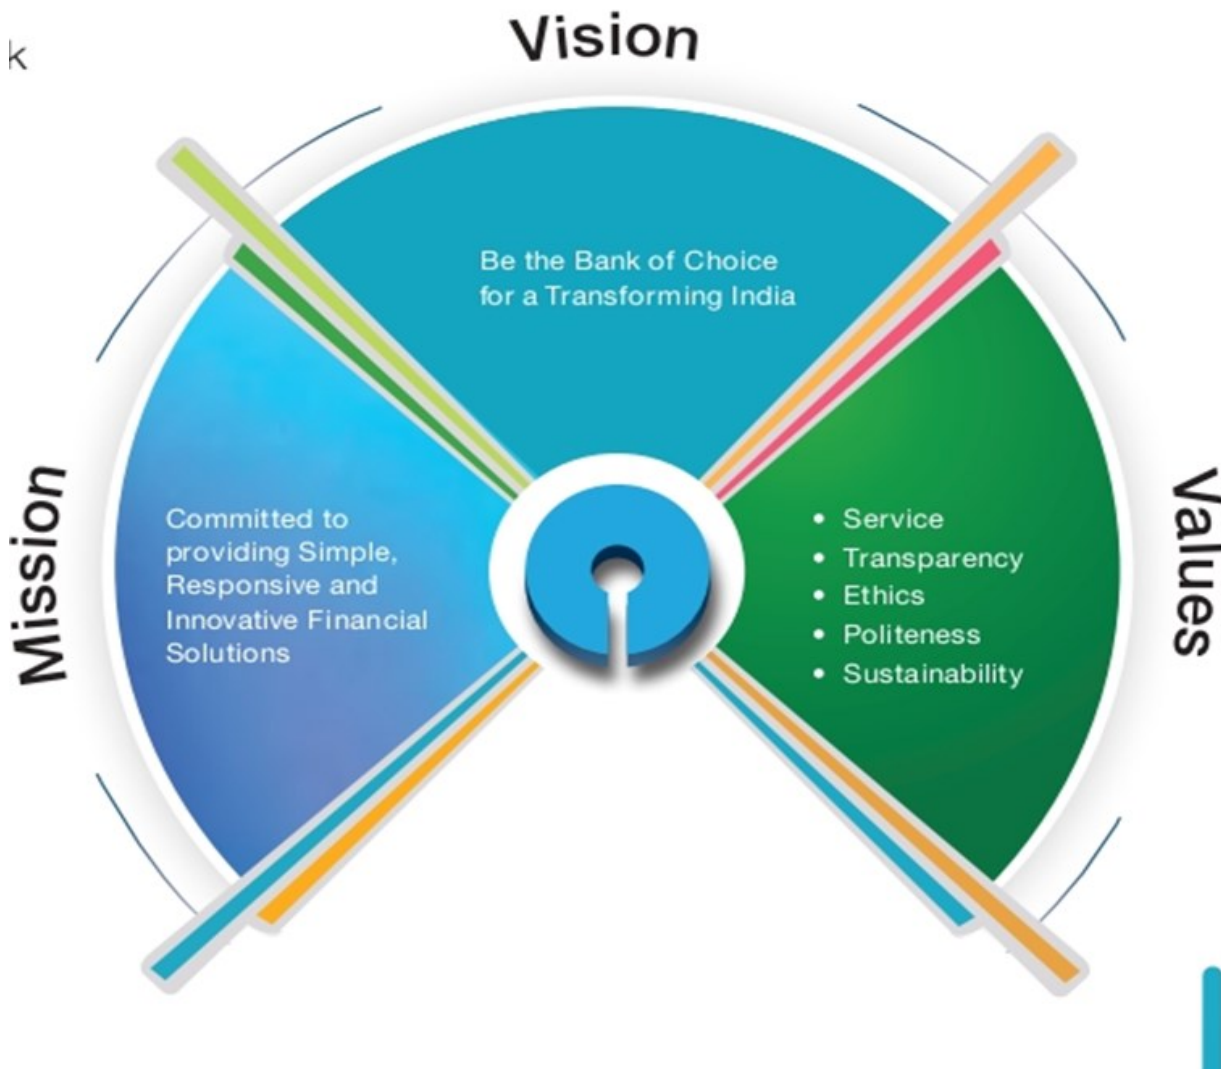 k
Vision
Be the Bank of Choice
for a Transforming India
Mission
Committed to
providing Simple,
Responsive and
Innovative Financial
Solutions
Values
• Service
• Transparency
• Ethics
• Politeness
• Sustainability